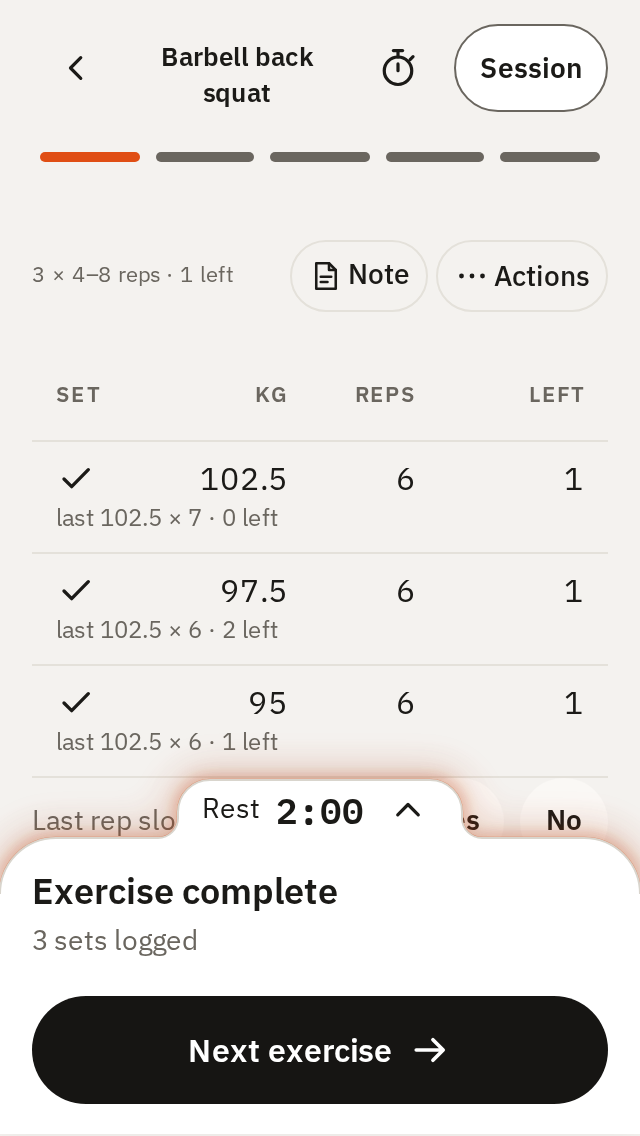 Barbell back
squat
Session
3 × 4–8 reps · 1 left
Note
··· Actions
SET KG REPS LEFT
102.5 6 1
last 102.5 × 7 · 0 left
97.5 6 1
last 102.5 × 6 · 2 left
95 6 1
last 102.5 × 6 · 1 left
Last rep No
Rest 2:00
Exercise complete
3 sets logged
Next exercise →